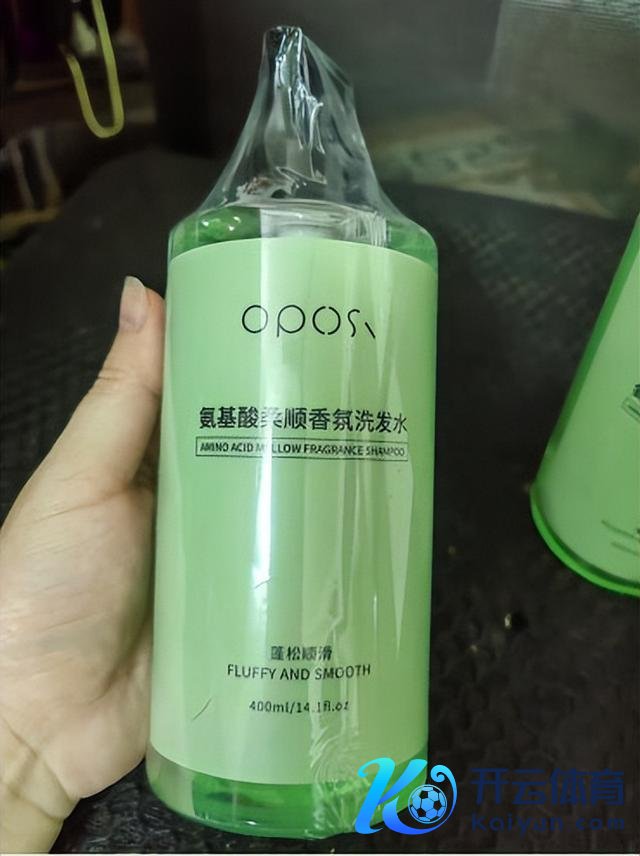 opos、
氨基酸柔顺香氛洗发水
AMINO ACID MELLOW FRAGRANCE SHAMPOO
蓬松顺滑
FLUFFY AND SMOOTH
400ml/14.1fl.oz
开云体育
Kaiyun.com